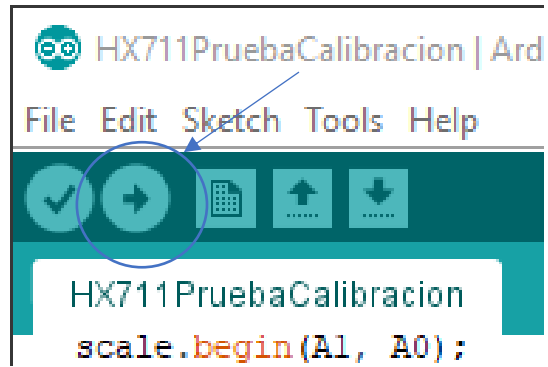 HX711PruebaCalibracion | Ard
File Edit Sketch Tools Help
HX711PruebaCalibracion
scale.begin(A1, A0);